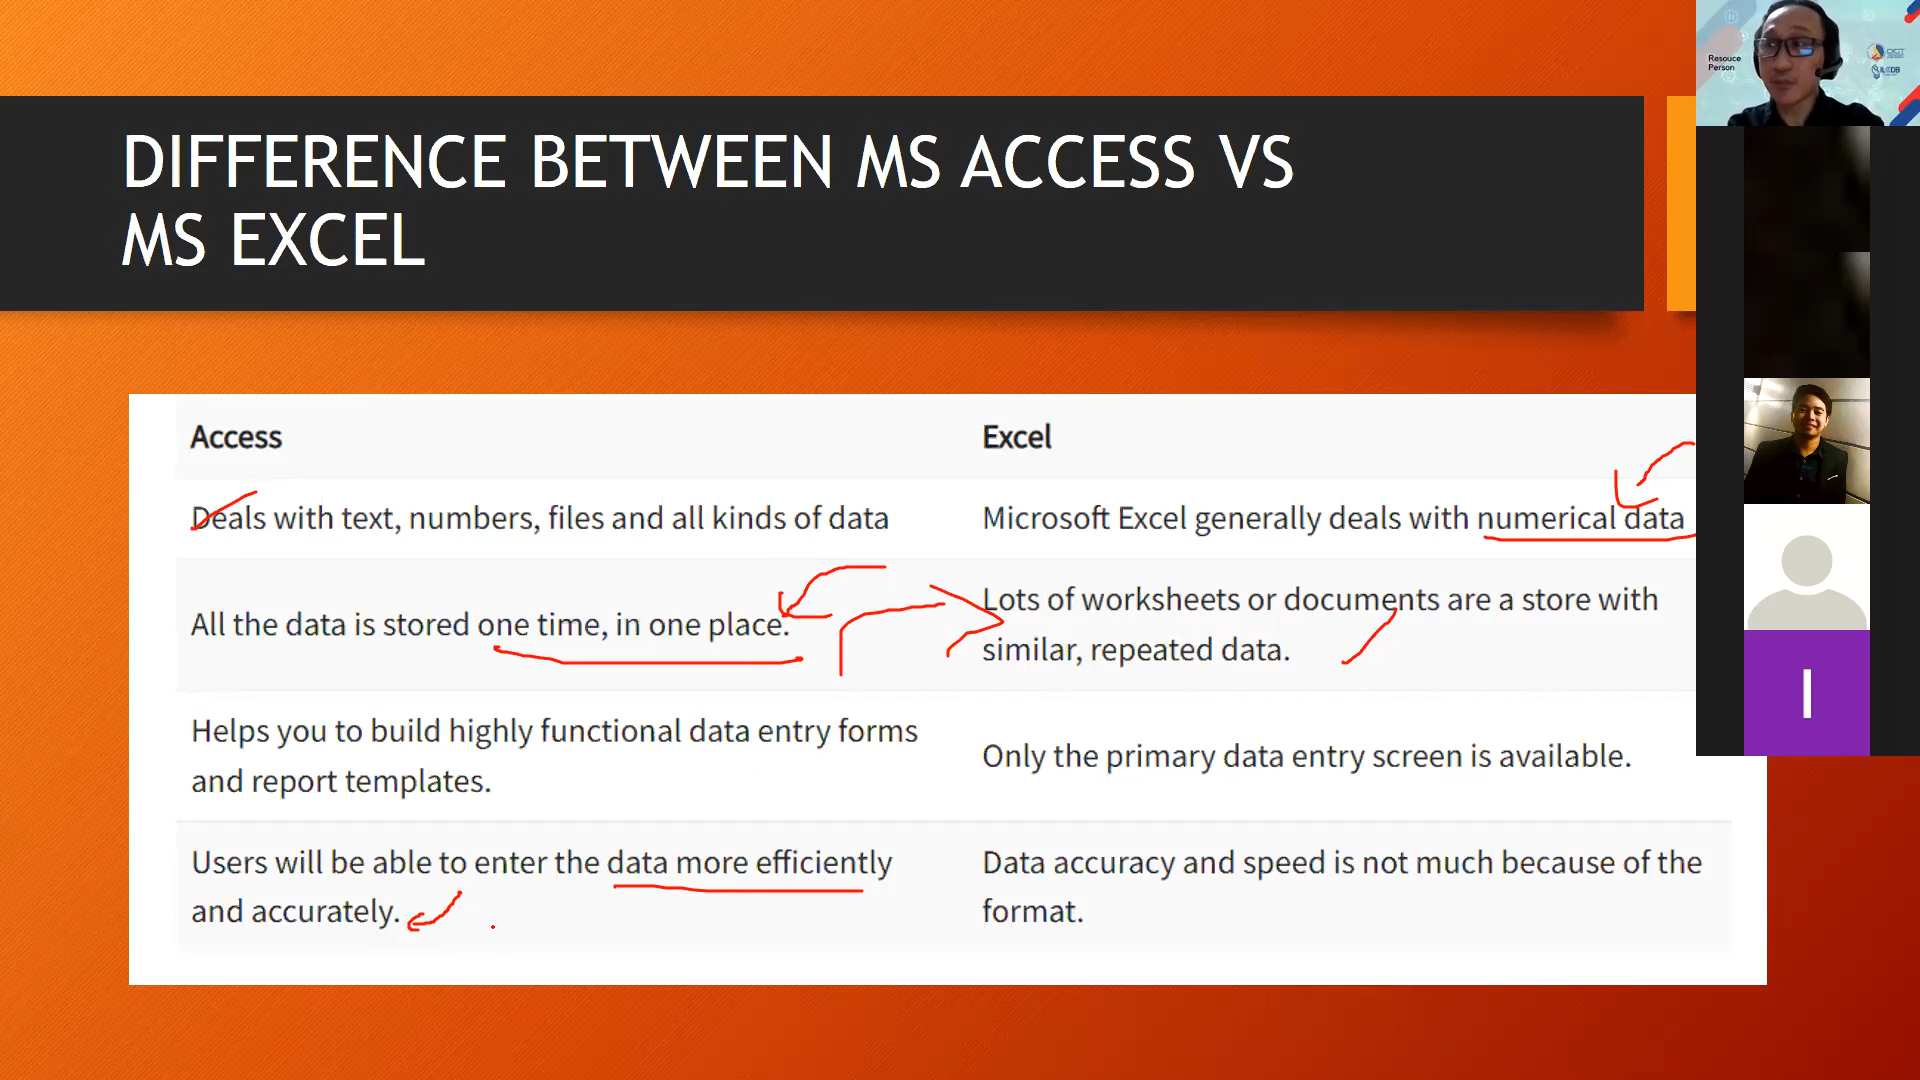 DIFFERENCE BETWEEN MS ACCESS VS
MS EXCEL
Resouce
Person
DICT
ILCDB
Access
Excel
Deals with text, numbers, files and all kinds of data
Microsoft Excel generally deals with numerical data
All the data is stored one time, in one place.
Lots of worksheets or documents are a store with
similar, repeated data.
Helps you to build highly functional data entry forms
and report templates.
Only the primary data entry screen is available.
Users will be able to enter the data more efficiently
and accurately.
Data accuracy and speed is not much because of the
format.
I